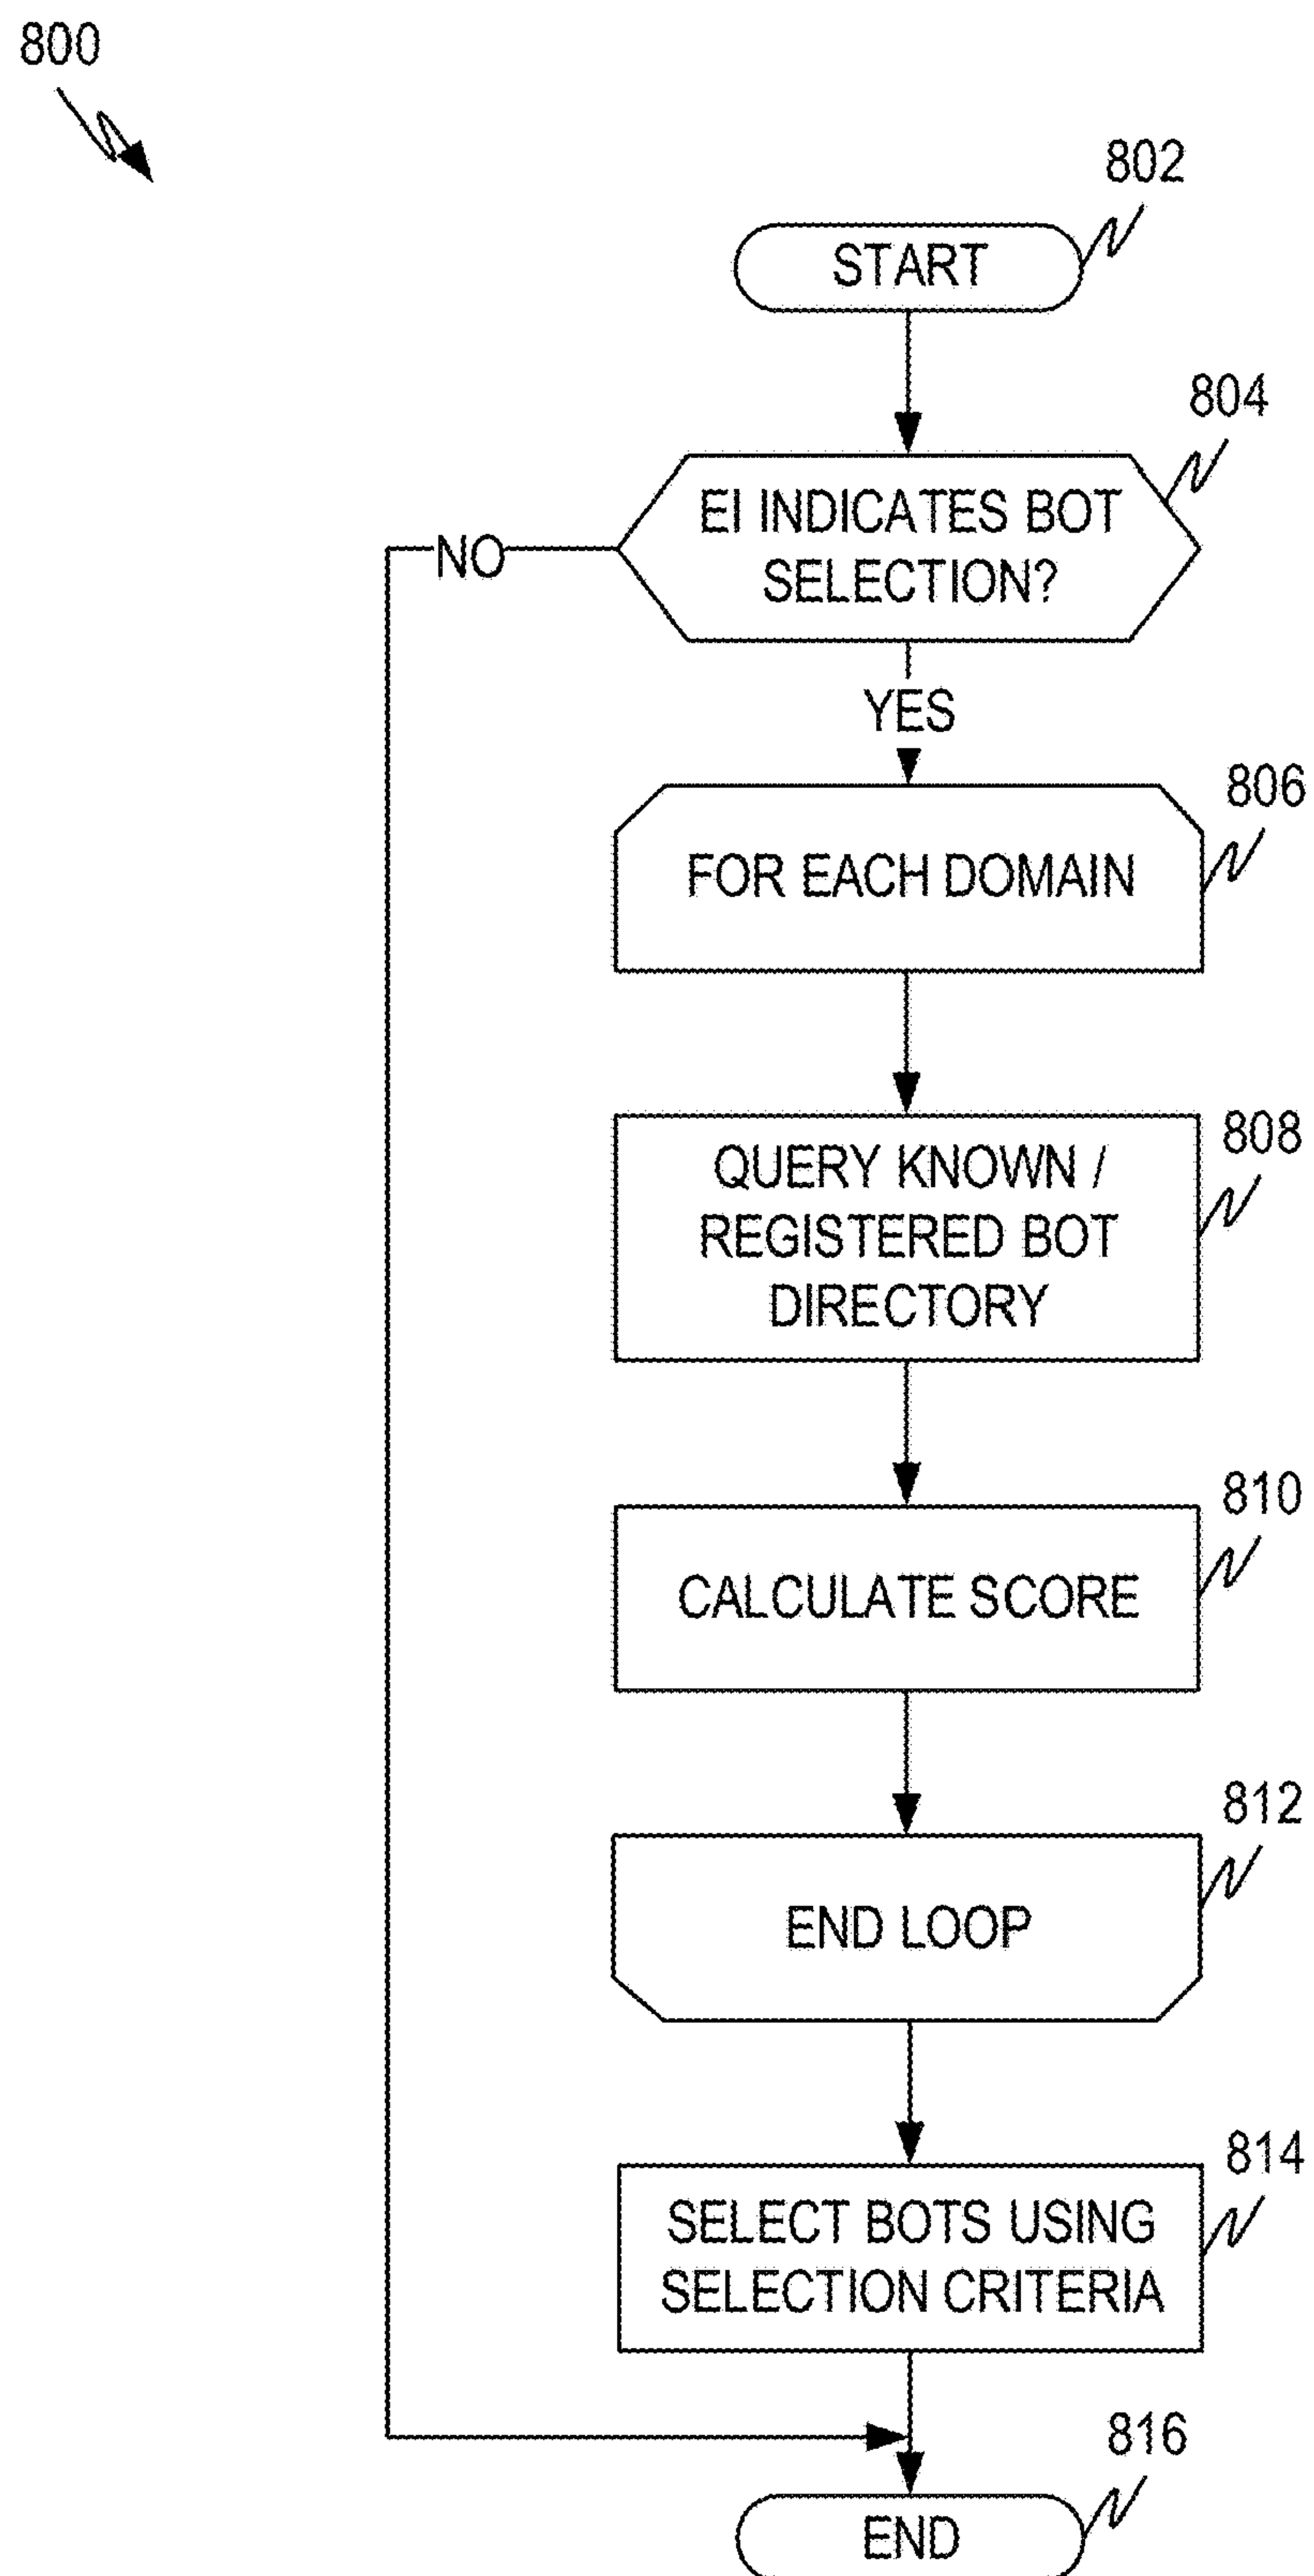 800
802
START
804
EI INDICATES BOT
SELECTION?
NO
YES
806
FOR EACH DOMAIN
808
QUERY KNOWN /
REGISTERED BOT
DIRECTORY
810
CALCULATE SCORE
812
END LOOP
814
SELECT BOTS USING
SELECTION CRITERIA
816
END